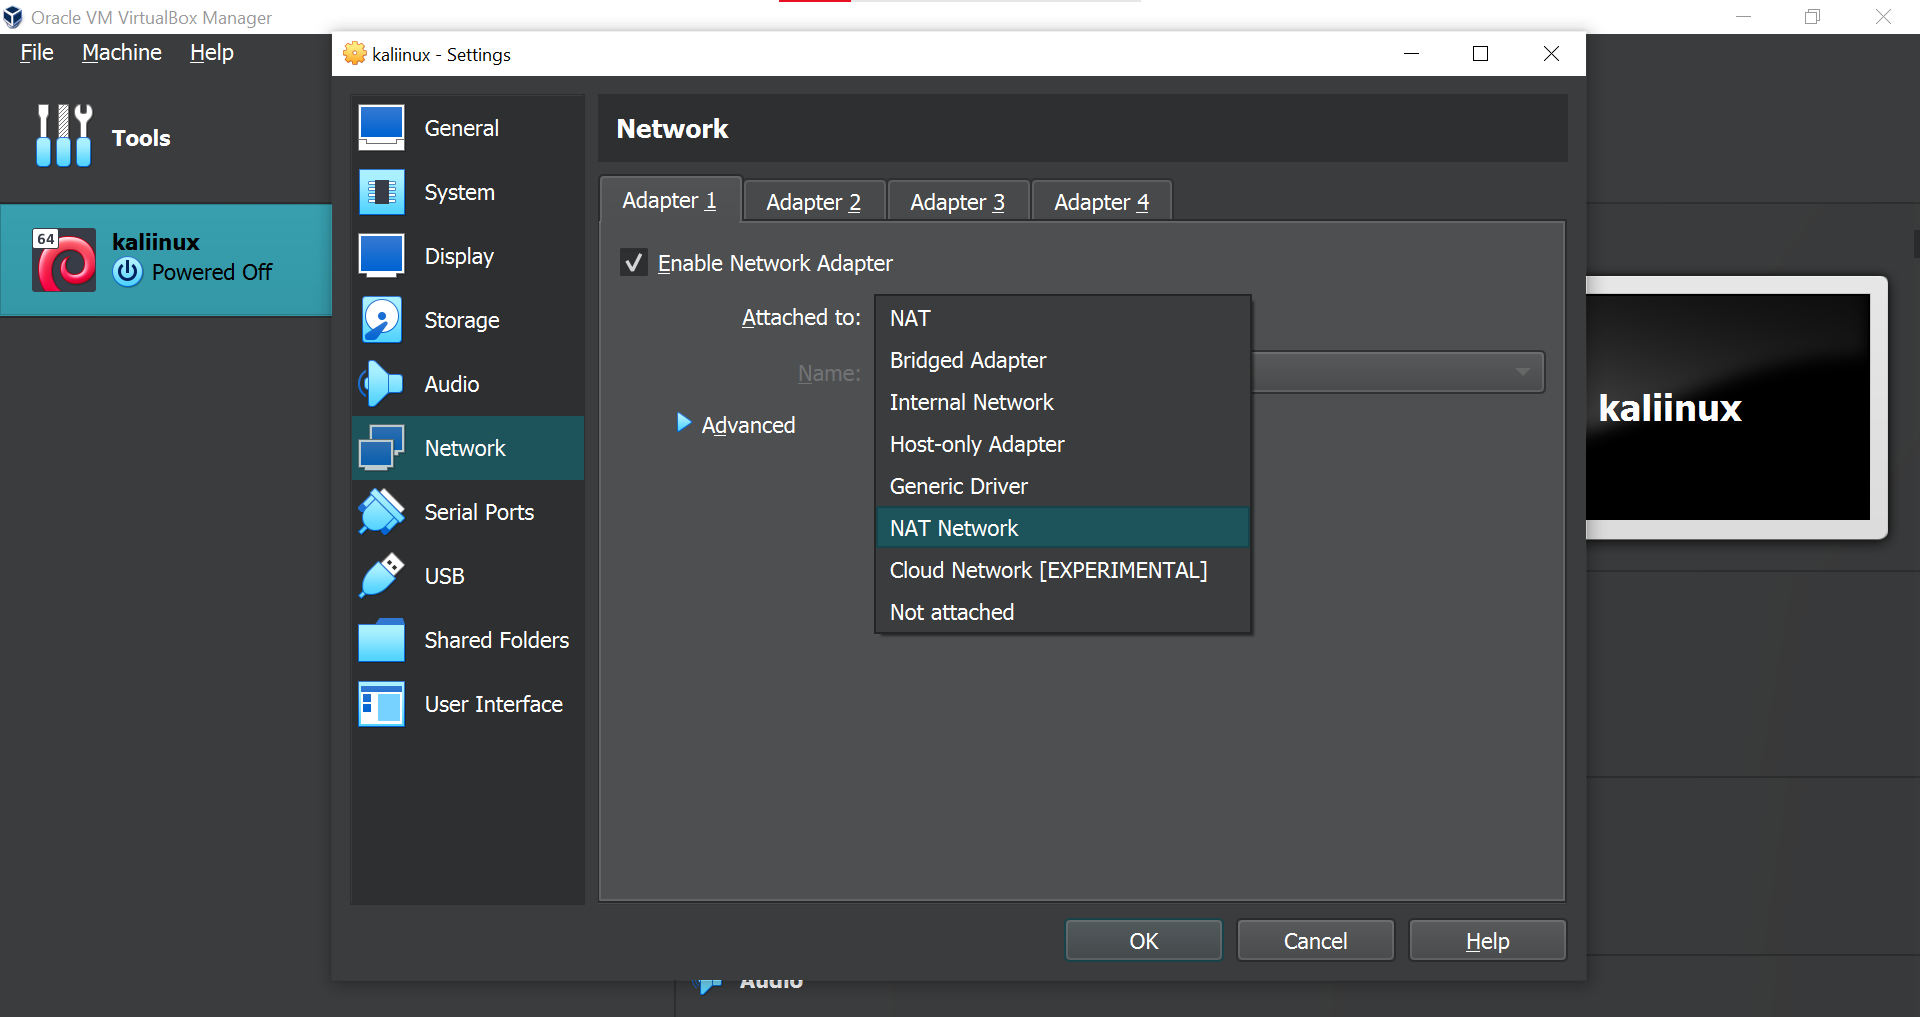 Oracle VM VirtualBox Manager
File Machine Help
kaliinux - Settings
Tools
64
kaliinux
Powered Off
General
System
Display
Storage
Audio
Network
Serial Ports
USB
Shared Folders
User Interface
Network
Adapter 1 Adapter 2 Adapter 3 Adapter 4
Enable Network Adapter
Attached to:
NAT
Bridged Adapter
Internal Network
Host-only Adapter
Generic Driver
NAT Network
Cloud Network [EXPERIMENTAL]
Not attached
Name:
Advanced
OK Cancel Help
kaliinux
Audio